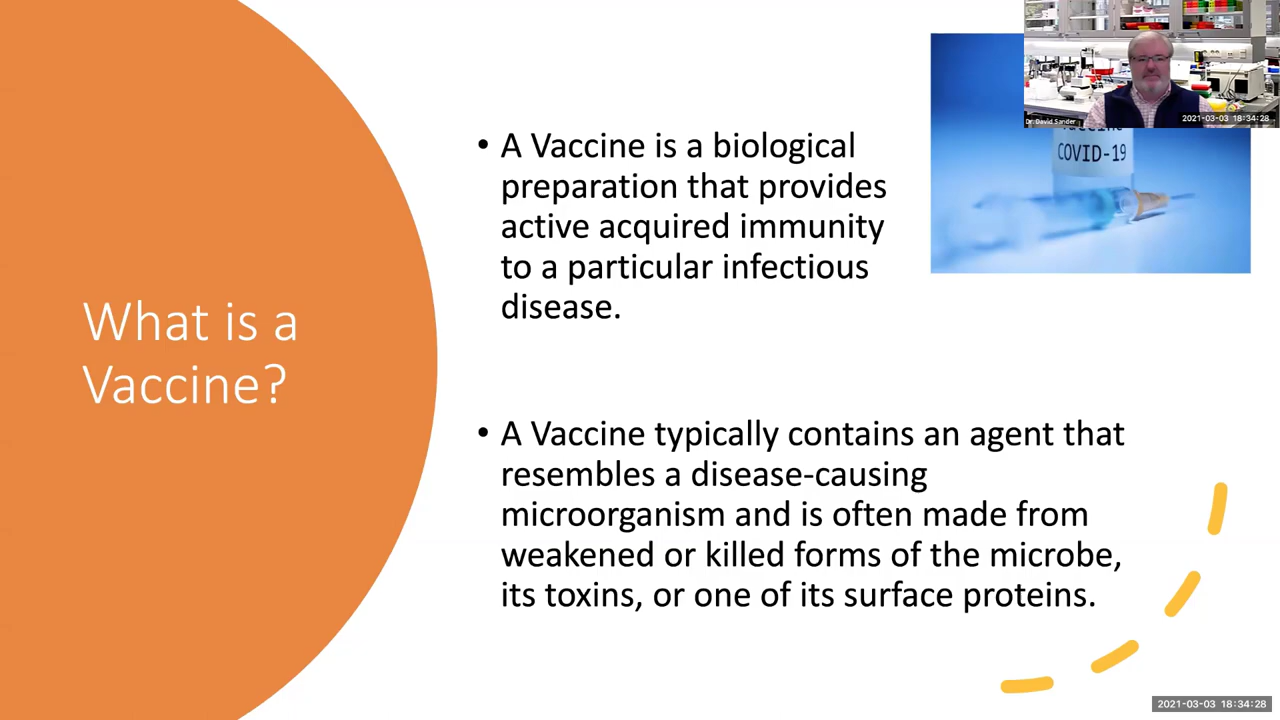 What is a
Vaccine?
• A Vaccine is a biological
preparation that provides
active acquired immunity
to a particular infectious
disease.
• A Vaccine typically contains an agent that
resembles a disease-causing
microorganism and is often made from
weakened or killed forms of the microbe,
its toxins, or one of its surface proteins.
Dr. David Sander
2021-03-03 18:34:28
COVID-19
2021-03-03 18:34:28